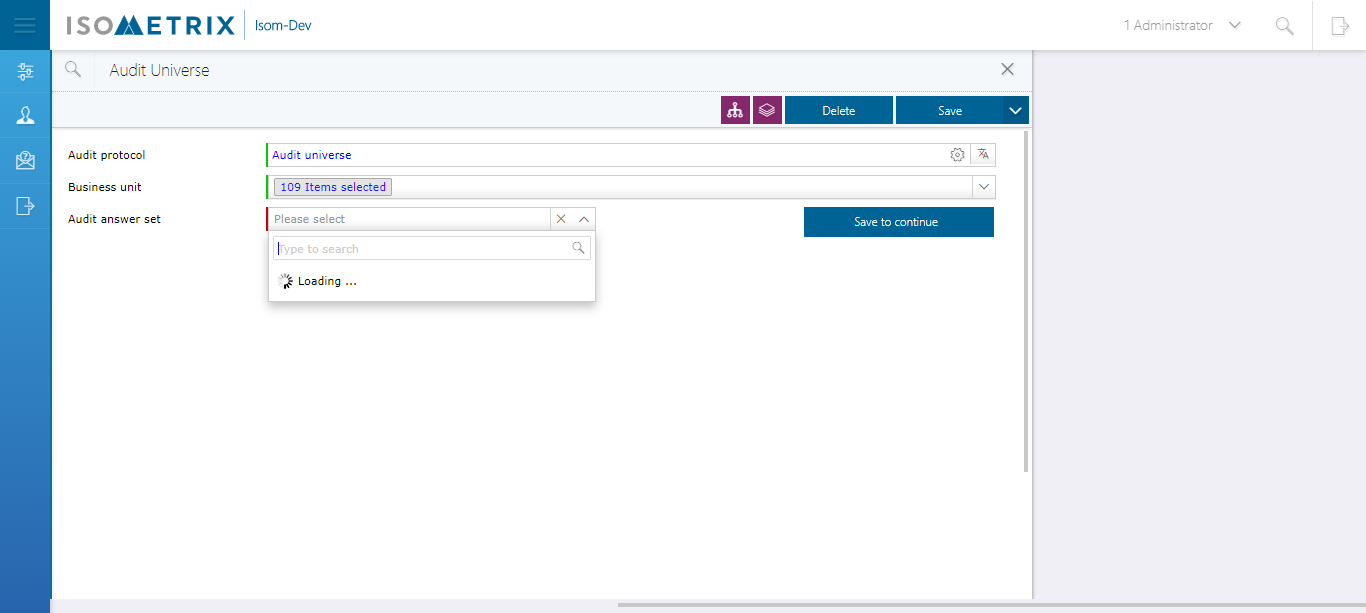 ISOMETRIX Isom-Dev 1 Administrator
Audit Universe
Delete Save
Audit protocol Audit universe
Business unit 109 Items selected
Audit answer set Please select Save to continue
Type to search
Loading ...